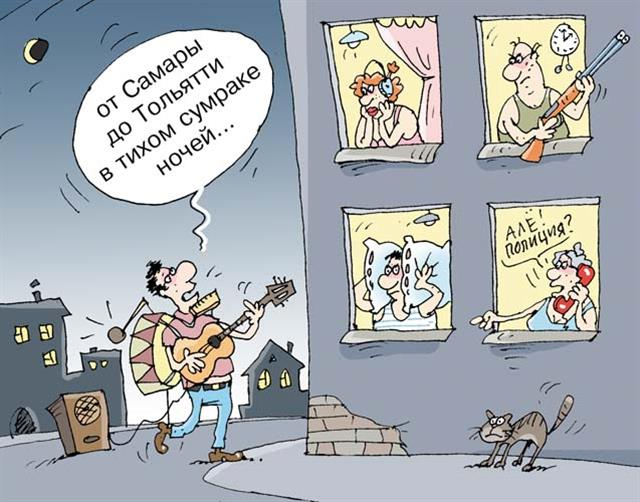 от Самары
до Тольятти
в тихом сумраке
ночей...
АЛЁ!
ПОЛИЦИЯ?